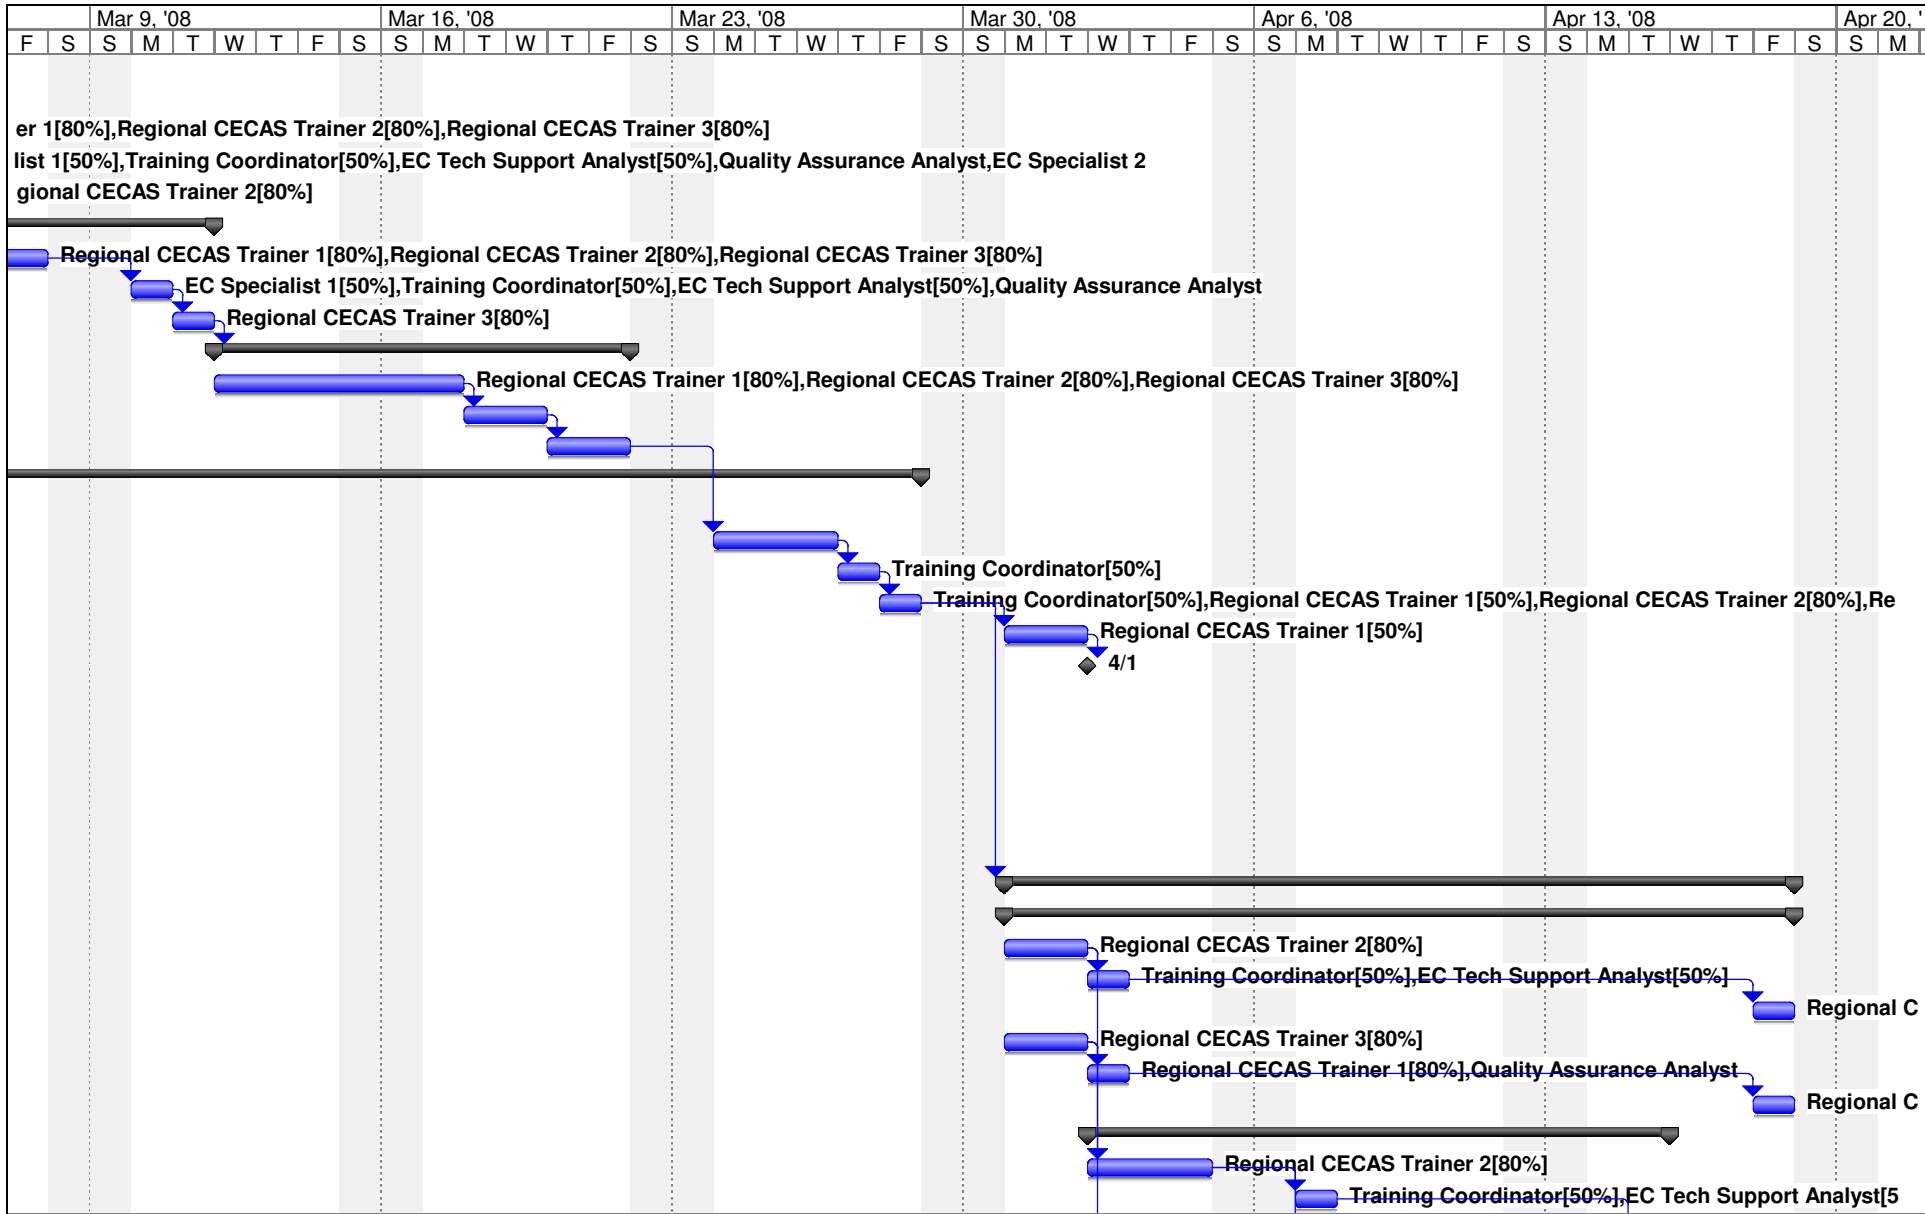 Mar 9, '08 Mar 16, '08 Mar 23, '08 Mar 30, '08 Apr 6, '08 Apr 13, '08 Apr 20, '
F S S M T W T F S S M T W T F S S M T W T F S S M T W T F S S M T W T F S S M T W T F S S M
er 1[80%],Regional CECAS Trainer 2[80%],Regional CECAS Trainer 3[80%]
list 1[50%],Training Coordinator[50%],EC Tech Support Analyst[50%],Quality Assurance Analyst,EC Specialist 2
gional CECAS Trainer 2[80%]
Regional CECAS Trainer 1[80%],Regional CECAS Trainer 2[80%],Regional CECAS Trainer 3[80%]
EC Specialist 1[50%],Training Coordinator[50%],EC Tech Support Analyst[50%],Quality Assurance Analyst
Regional CECAS Trainer 3[80%]
Regional CECAS Trainer 1[80%],Regional CECAS Trainer 2[80%],Regional CECAS Trainer 3[80%]
Training Coordinator[50%]
Training Coordinator[50%],Regional CECAS Trainer 1[50%],Regional CECAS Trainer 2[80%],Re
Regional CECAS Trainer 1[50%]
4/1
Regional CECAS Trainer 2[80%]
Training Coordinator[50%],EC Tech Support Analyst[50%]
Regional C
Regional CECAS Trainer 3[80%]
Regional CECAS Trainer 1[80%],Quality Assurance Analyst
Regional C
Regional CECAS Trainer 2[80%]
Training Coordinator[50%],EC Tech Support Analyst[5